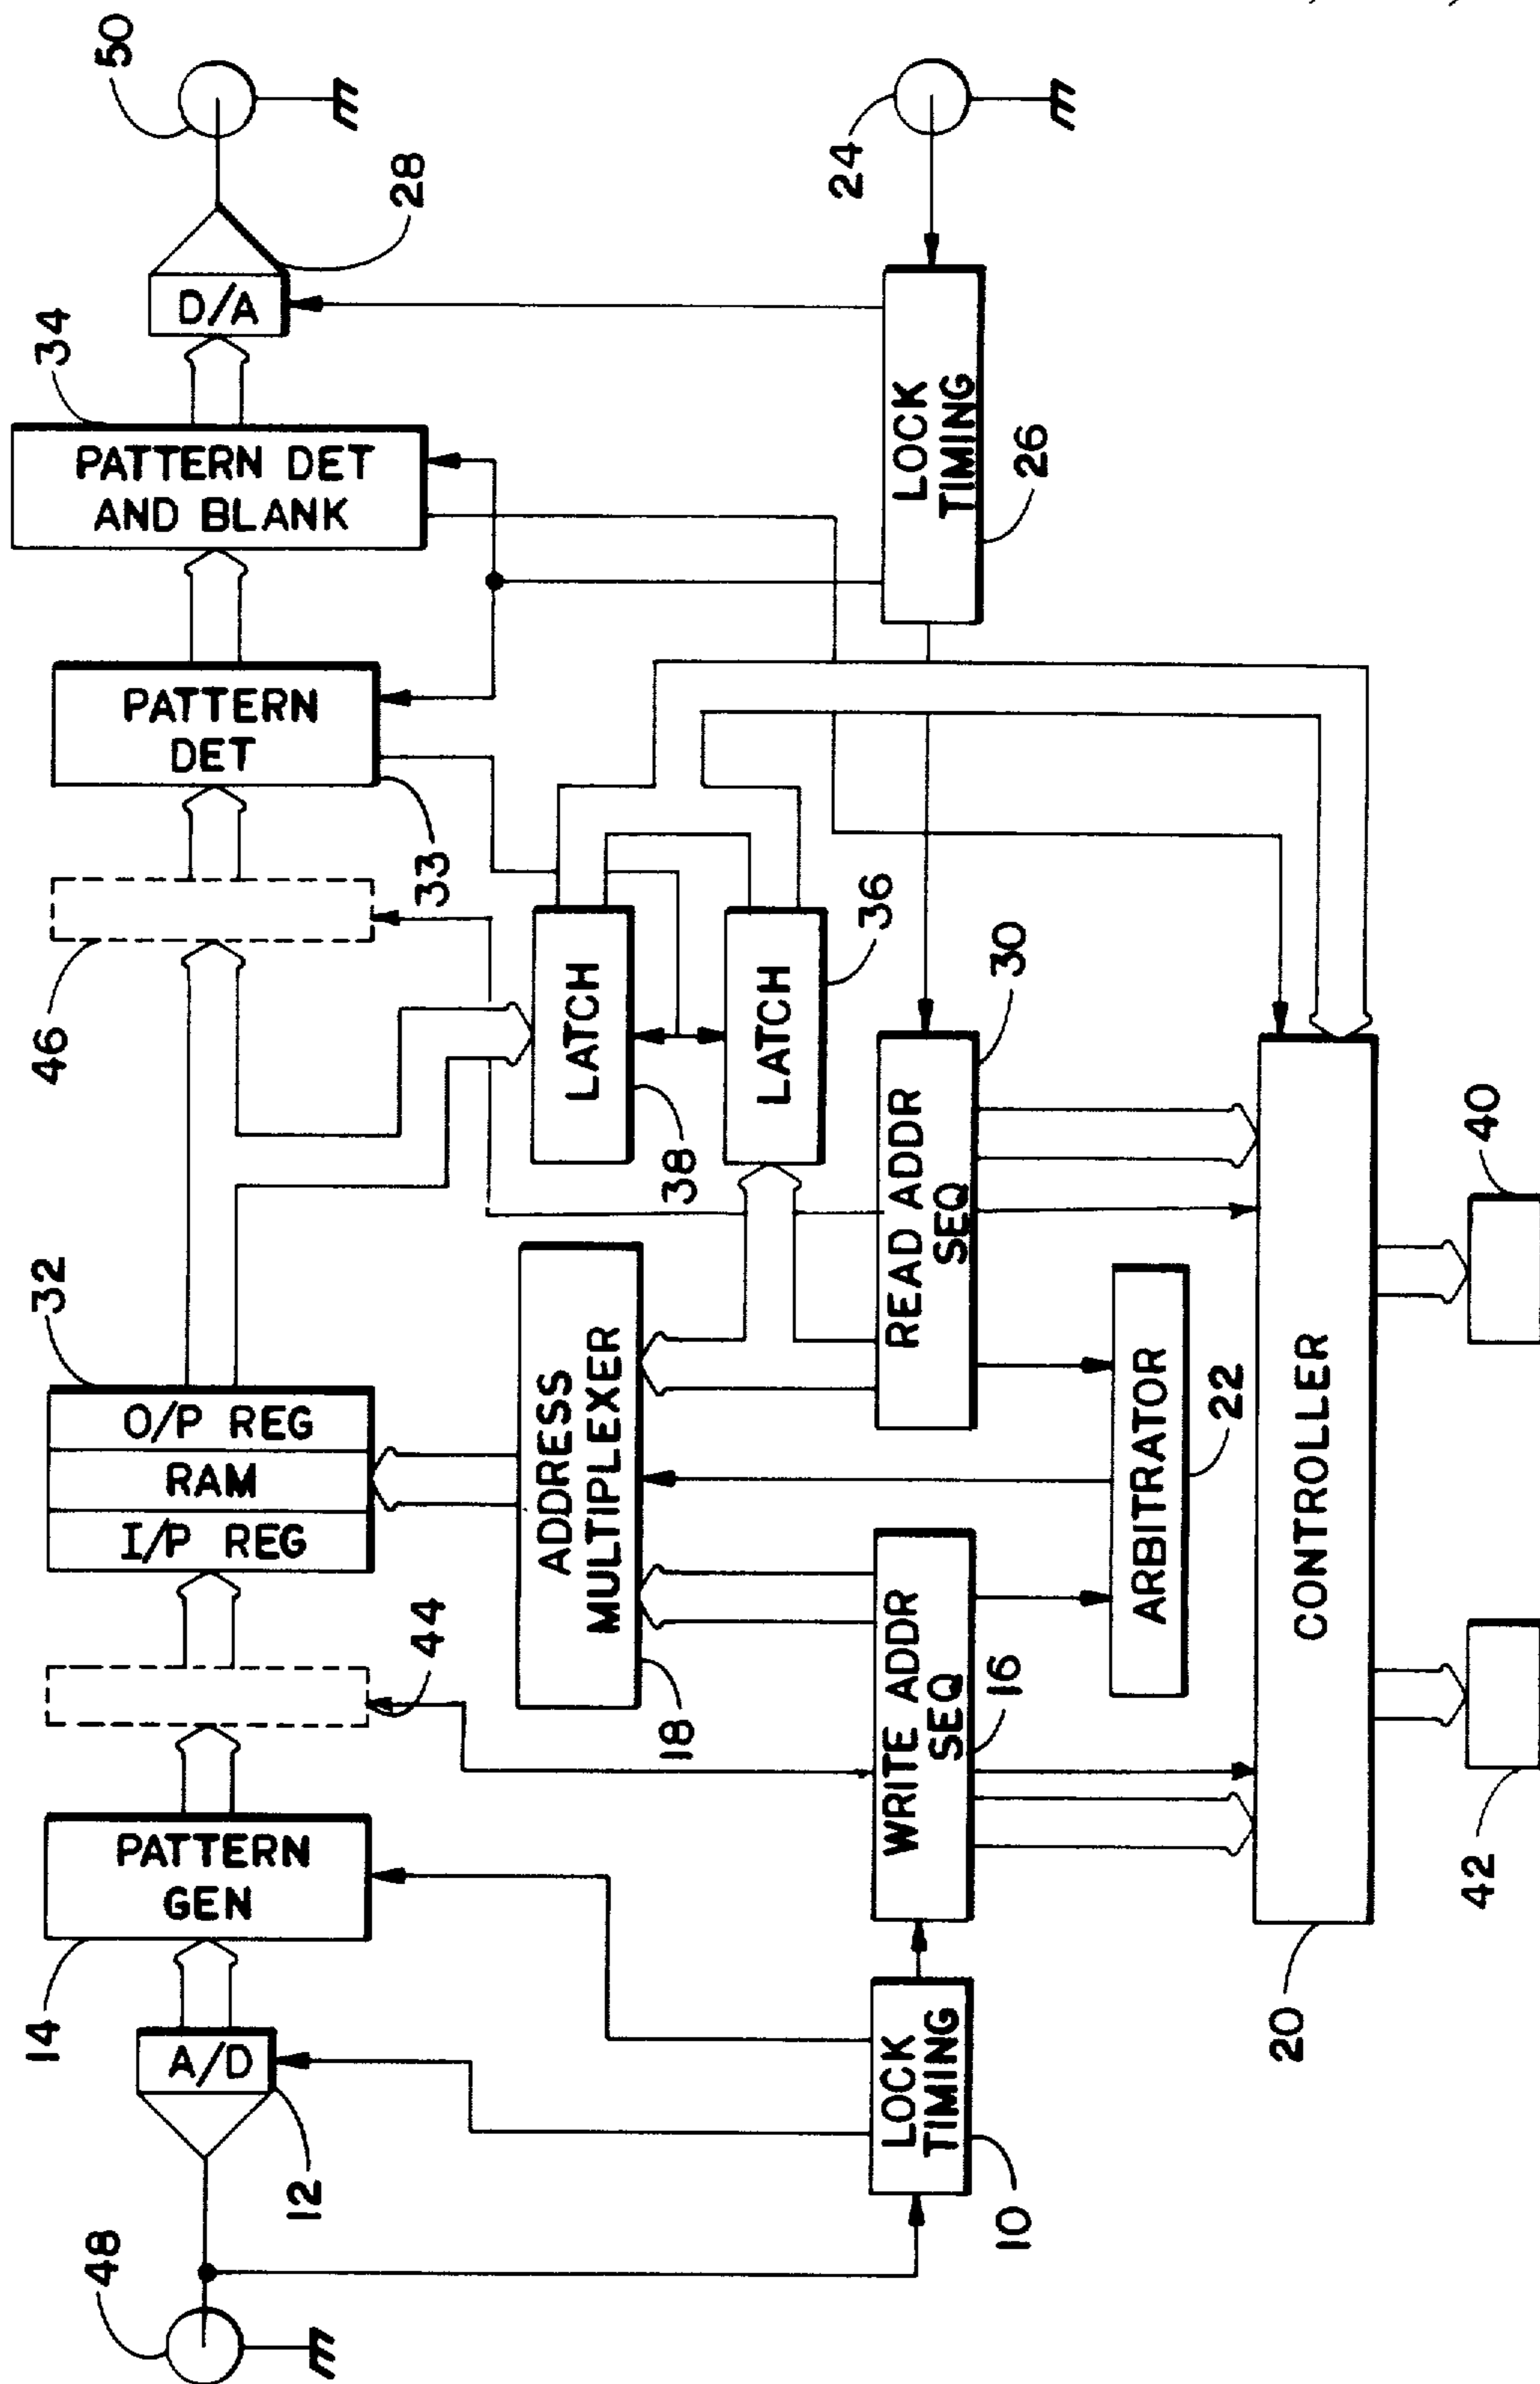 48
12
A/D
14
PATTERN
GEN
44
32
I/P REG
RAM
O/P REG
46
PATTERN
DET
33
34
PATTERN DET
AND BLANK
D/A
28
50
18
ADDRESS
MULTIPLEXER
38
LATCH
LATCH
36
10
LOCK
TIMING
WRITE ADDR
SEQ
16
READ ADDR
SEQ
30
LOCK
TIMING
26
24
ARBITRATOR
22
20
CONTROLLER
42
40